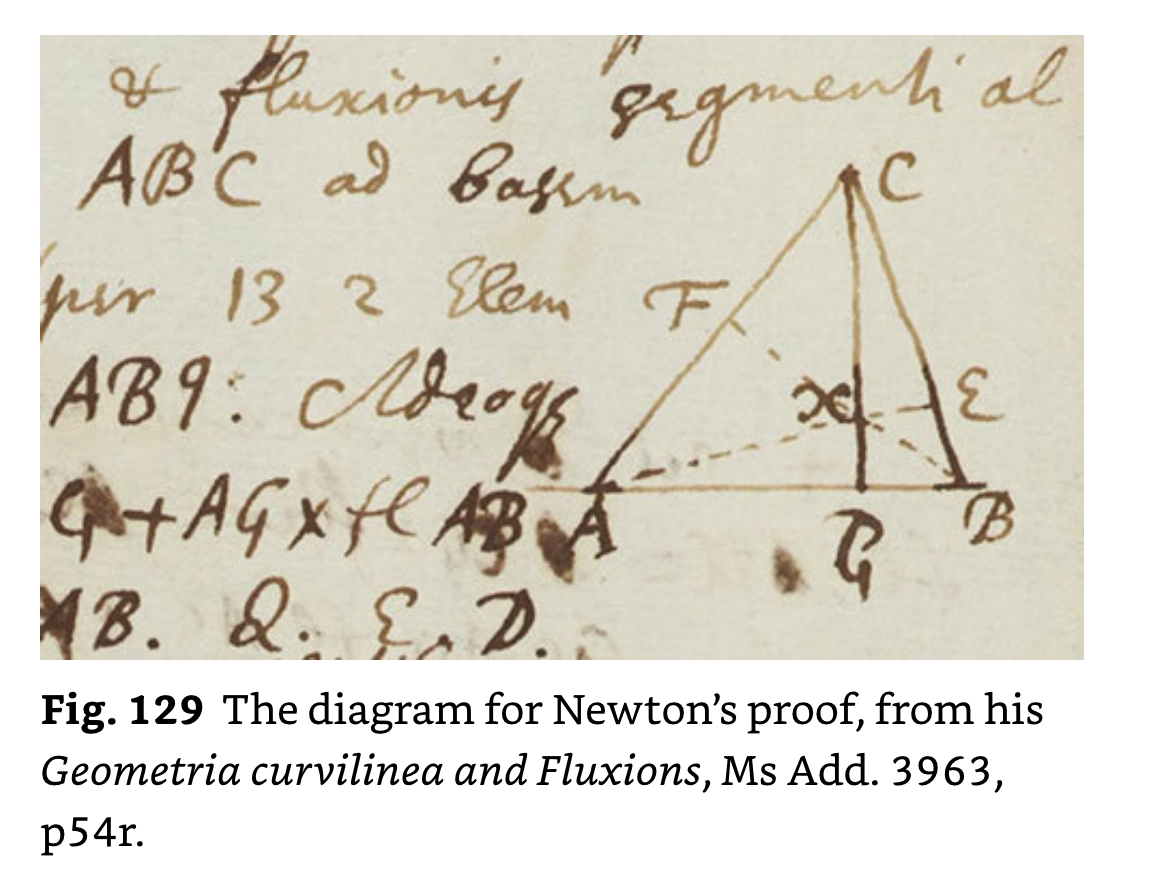 & fluxionis segmenti al
ABC ad basem
per 13 2 Elem
ABq: Adeoq
G + AG x fl AB
AB. Q. E. D.
C
F
x
E
A
G
B
Fig. 129 The diagram for Newton’s proof, from his
Geometria curvilinea and Fluxions, Ms Add. 3963,
p54r.